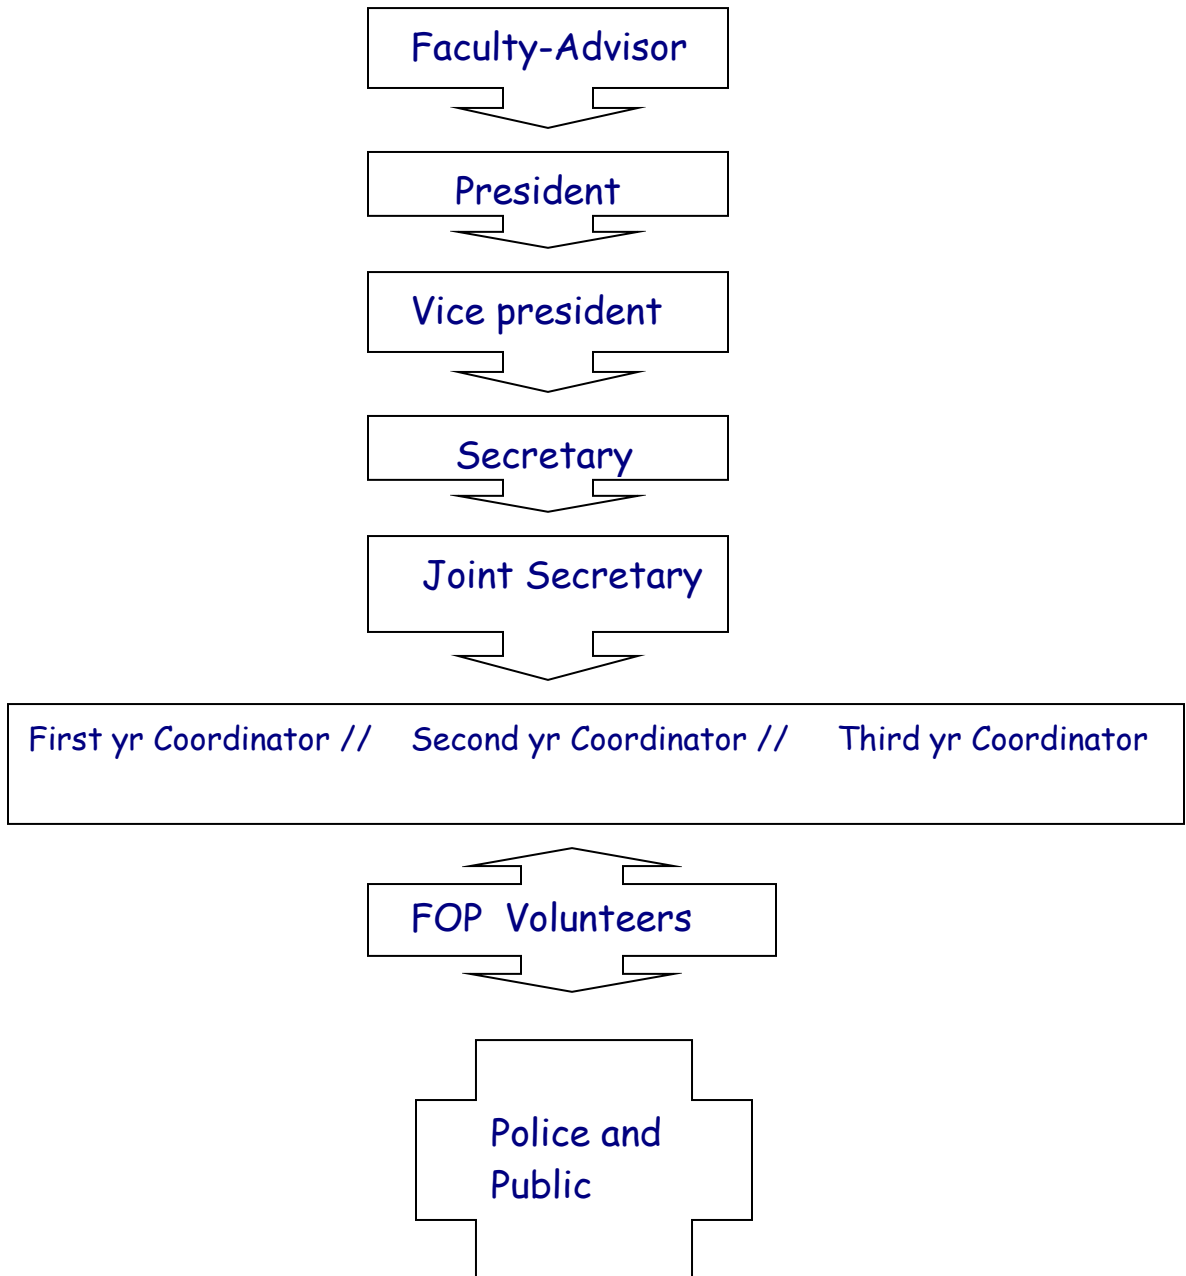 Faculty-Advisor
President
Vice president
Secretary
Joint Secretary
First yr Coordinator // Second yr Coordinator // Third yr Coordinator
FOP Volunteers
Police and
Public